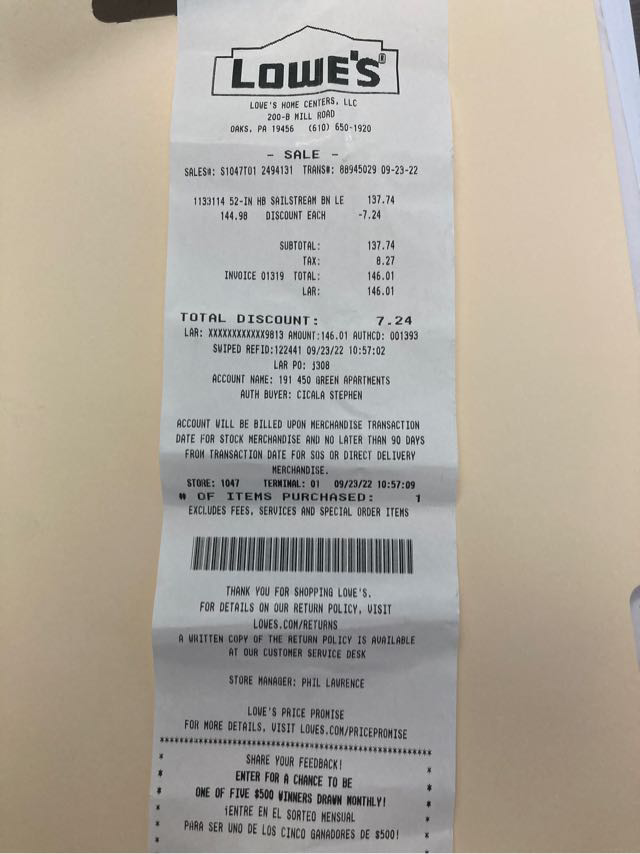 LOWE'S®
LOWE'S HOME CENTERS, LLC
200-B MILL ROAD
OAKS, PA 19456 (610) 650-1920
- SALE -
SALES#: S1047T01 2494131 TRANS#: 88945029 09-23-22
1133114 52-IN HB SAILSTREAM BN LE 137.74
144.98 DISCOUNT EACH -7.24
SUBTOTAL: 137.74
TAX: 8.27
INVOICE 01319 TOTAL: 146.01
LAR: 146.01
TOTAL DISCOUNT: 7.24
LAR: XXXXXXXXXXXX9813 AMOUNT:146.01 AUTHCD: 001393
SWIPED REFID:122441 09/23/22 10:57:02
LAR PO: J308
ACCOUNT NAME: 191 450 GREEN APARTMENTS
AUTH BUYER: CICALA STEPHEN
ACCOUNT WILL BE BILLED UPON MERCHANDISE TRANSACTION
DATE FOR STOCK MERCHANDISE AND NO LATER THAN 90 DAYS
FROM TRANSACTION DATE FOR SOS OR DIRECT DELIVERY
MERCHANDISE.
STORE: 1047 TERMINAL: 01 09/23/22 10:57:09
# OF ITEMS PURCHASED: 1
EXCLUDES FEES, SERVICES AND SPECIAL ORDER ITEMS
THANK YOU FOR SHOPPING LOWE'S.
FOR DETAILS ON OUR RETURN POLICY, VISIT
LOWES.COM/RETURNS
A WRITTEN COPY OF THE RETURN POLICY IS AVAILABLE
AT OUR CUSTOMER SERVICE DESK
STORE MANAGER: PHIL LAWRENCE
LOWE'S PRICE PROMISE
FOR MORE DETAILS, VISIT LOWES.COM/PRICEPROMISE
****************************************************
* SHARE YOUR FEEDBACK! *
* ENTER FOR A CHANCE TO BE *
* ONE OF FIVE $500 WINNERS DRAWN MONTHLY! *
* ¡ENTRE EN EL SORTEO MENSUAL *
* PARA SER UNO DE LOS CINCO GANADORES DE $500! *